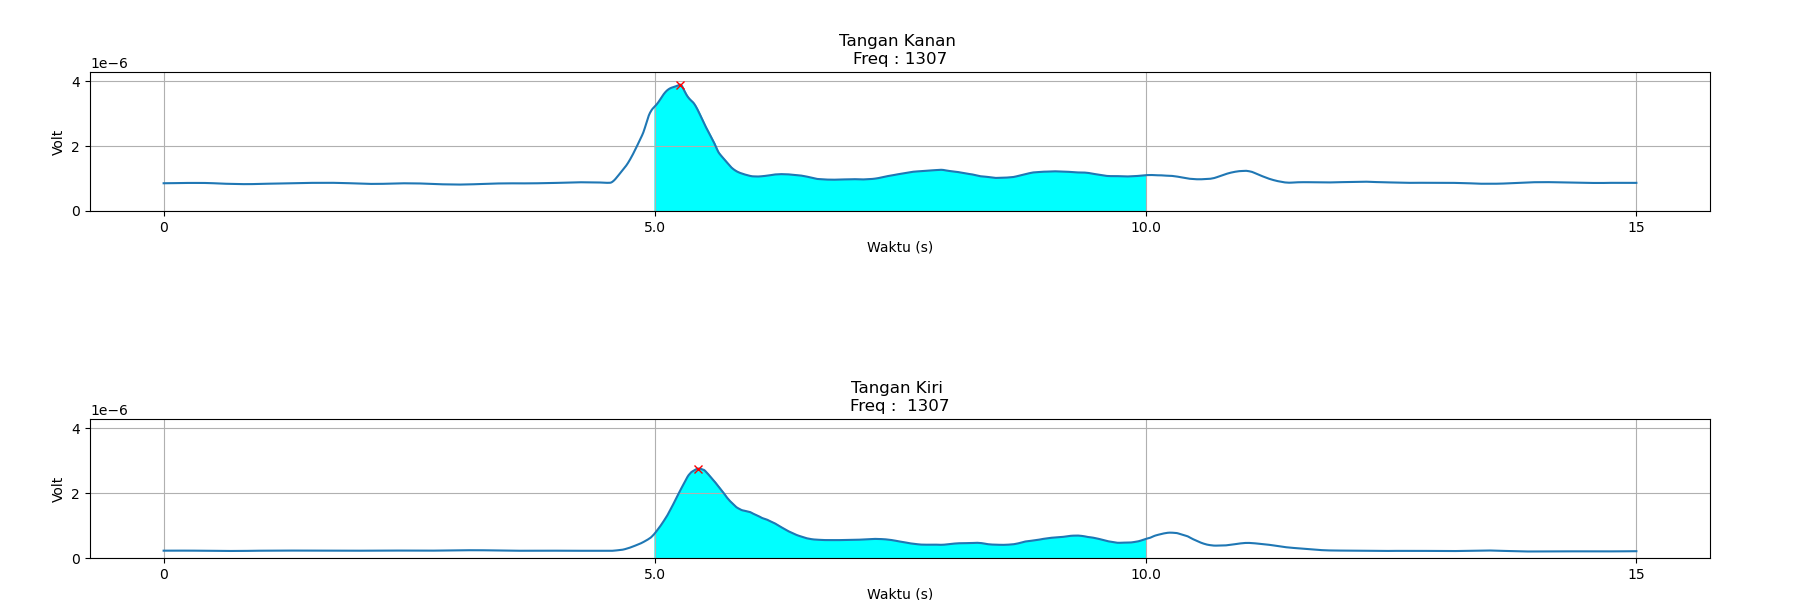 Tangan Kanan
Freq : 1307
1e−6
4
2
0
Volt
0 5.0 10.0 15
Waktu (s)
Tangan Kiri
Freq :  1307
1e−6
4
2
0
Volt
0 5.0 10.0 15
Waktu (s)